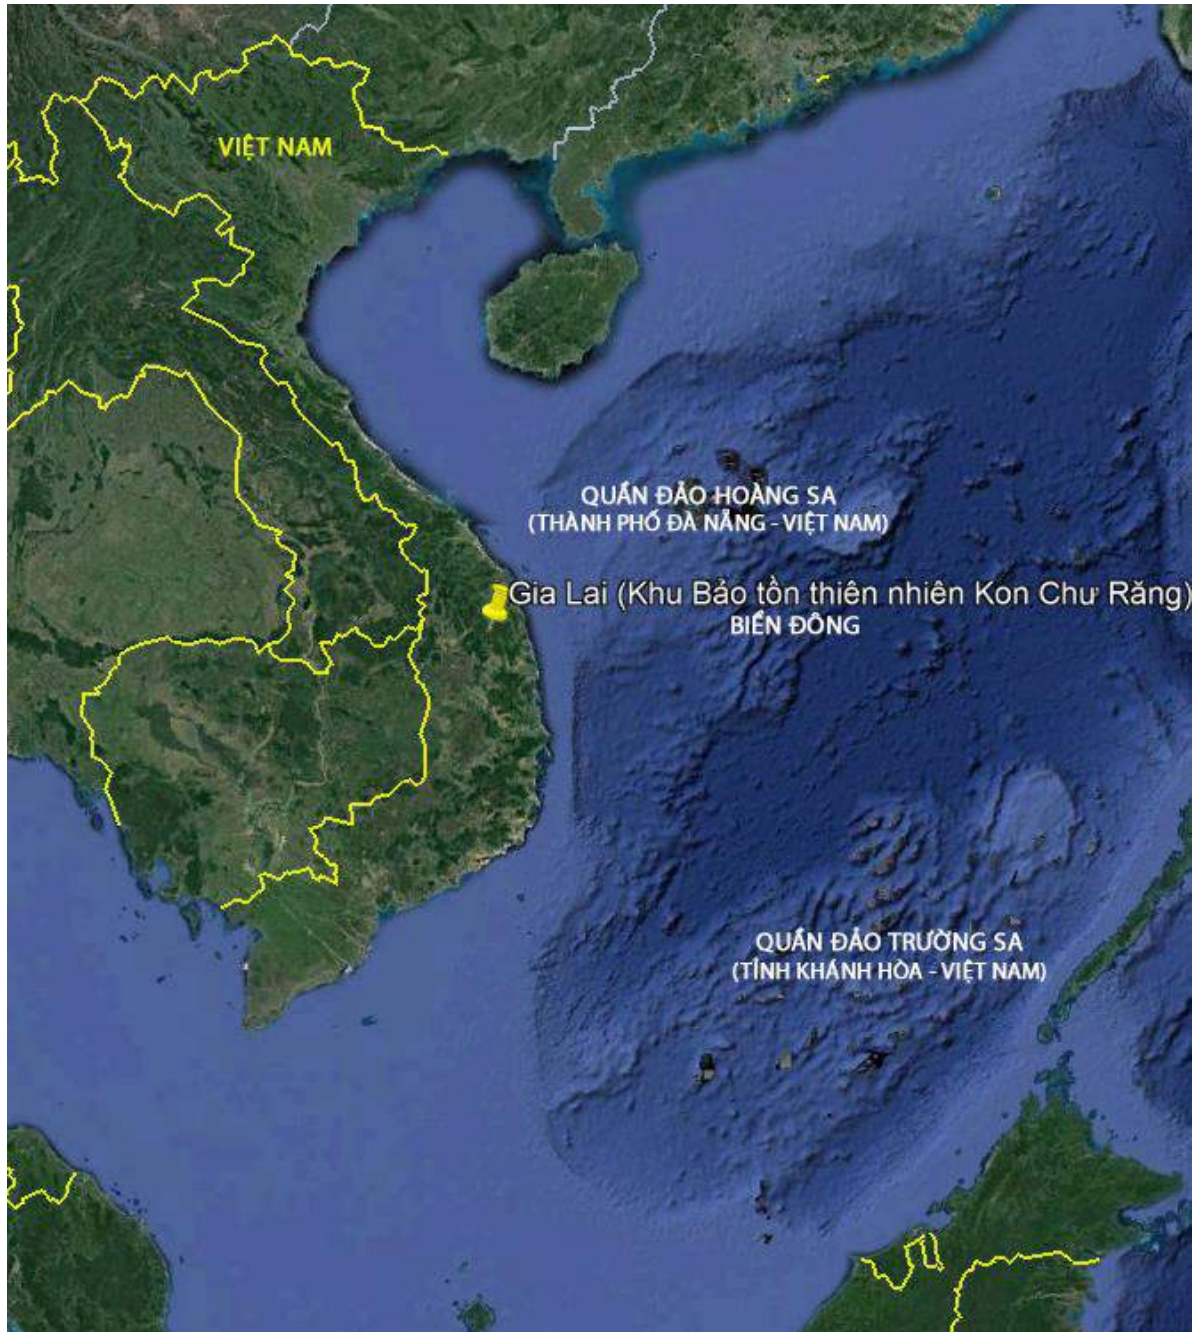 VIỆT NAM
QUẦN ĐẢO HOÀNG SA
(THÀNH PHỐ ĐÀ NẴNG - VIỆT NAM)
Gia Lai (Khu Bảo tồn thiên nhiên Kon Chư Răng)
BIỂN ĐÔNG
QUẦN ĐẢO TRƯỜNG SA
(TỈNH KHÁNH HÒA - VIỆT NAM)